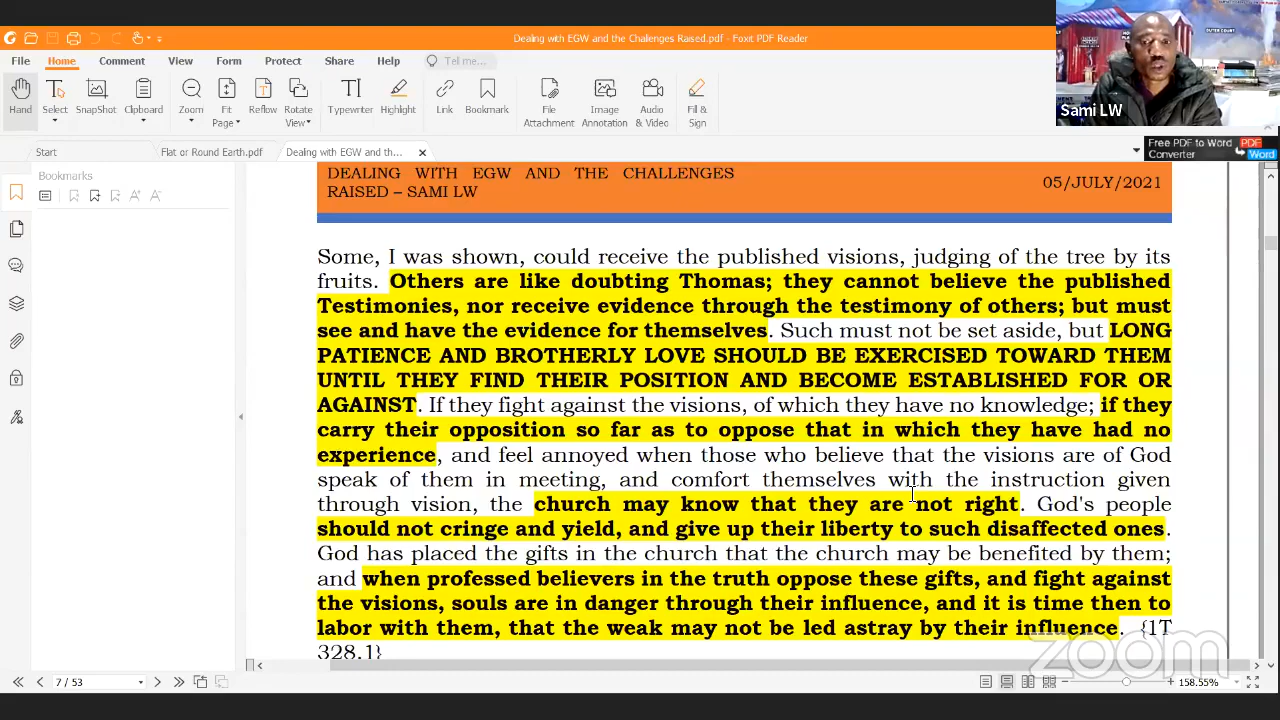 Dealing with EGW and the Challenges Raised.pdf - Foxit PDF Reader
File Home Comment View Form Protect Share Help Tell me...
Hand Select SnapShot Clipboard Zoom Fit Page Reflow Rotate View Typewriter Highlight Link Bookmark File Attachment Image Annotation Audio & Video Fill & Sign
Sami LW
Start Flat or Round Earth.pdf Dealing with EGW and th...
Free PDF to Word Converter PDF Word
Bookmarks
DEALING WITH EGW AND THE CHALLENGES
RAISED – SAMI LW
05/JULY/2021
Some, I was shown, could receive the published visions, judging of the tree by its
fruits. Others are like doubting Thomas; they cannot believe the published
Testimonies, nor receive evidence through the testimony of others; but must
see and have the evidence for themselves. Such must not be set aside, but LONG
PATIENCE AND BROTHERLY LOVE SHOULD BE EXERCISED TOWARD THEM
UNTIL THEY FIND THEIR POSITION AND BECOME ESTABLISHED FOR OR
AGAINST. If they fight against the visions, of which they have no knowledge; if they
carry their opposition so far as to oppose that in which they have had no
experience, and feel annoyed when those who believe that the visions are of God
speak of them in meeting, and comfort themselves with the instruction given
through vision, the church may know that they are not right. God's people
should not cringe and yield, and give up their liberty to such disaffected ones.
God has placed the gifts in the church that the church may be benefited by them;
and when professed believers in the truth oppose these gifts, and fight against
the visions, souls are in danger through their influence, and it is time then to
labor with them, that the weak may not be led astray by their influence. {1T
328.1}
zoom
7 / 53
158.55%